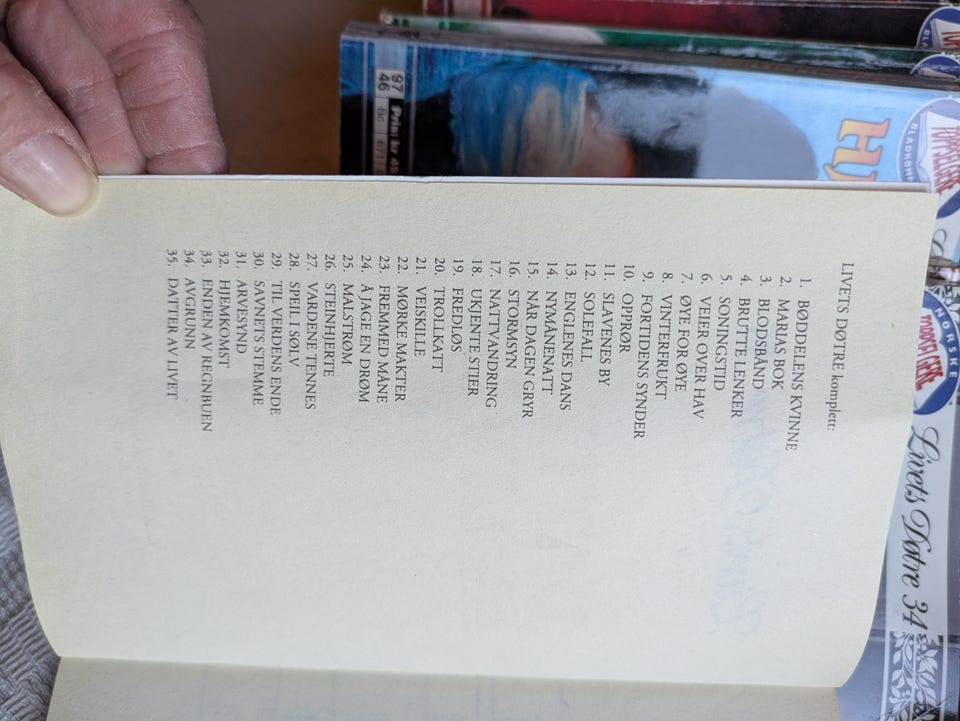 LIVETS DØTRE komplett:
1. BØDDELENS KVINNE
2. MARIAS BOK
3. BLODSBÅND
4. BRUTTE LENKER
5. SONINGSTID
6. VEIER OVER HAV
7. ØYE FOR ØYE
8. VINTERFRUKT
9. FORTIDENS SYNDER
10. OPPRØR
11. SLAVENES BY
12. SOLEFALL
13. ENGLENES DANS
14. NYMÅNENATT
15. NÅR DAGEN GRYR
16. STORMSYN
17. NATTVANDRING
18. UKJENTE STIER
19. FREDLØS
20. TROLLKATT
21. VEISKILLE
22. MØRKE MAKTER
23. FREMMED MÅNE
24. Å JAGE EN DRØM
25. MALSTRØM
26. STEINHJERTE
27. VARDENE TENNES
28. SPEIL I SØLV
29. TIL VERDENS ENDE
30. SAVNETS STEMME
31. ARVESYND
32. HJEMKOMST
33. ENDEN AV REGNBUEN
34. AVGRUNN
35. DATTER AV LIVET
Livets Døtre 34
NORSKE
97
46
Pris kr